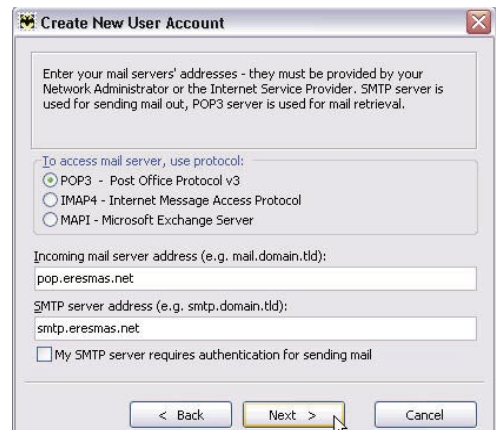 Create New User Account
Enter your mail servers' addresses - they must be provided by your
Network Administrator or the Internet Service Provider. SMTP server is
used for sending mail out, POP3 server is used for mail retrieval.
To access mail server, use protocol:
POP3 - Post Office Protocol v3
IMAP4 - Internet Message Access Protocol
MAPI - Microsoft Exchange Server
Incoming mail server address (e.g. mail.domain.tld):
pop.eresmas.net
SMTP server address (e.g. smtp.domain.tld):
smtp.eresmas.net
My SMTP server requires authentication for sending mail
< Back Next > Cancel